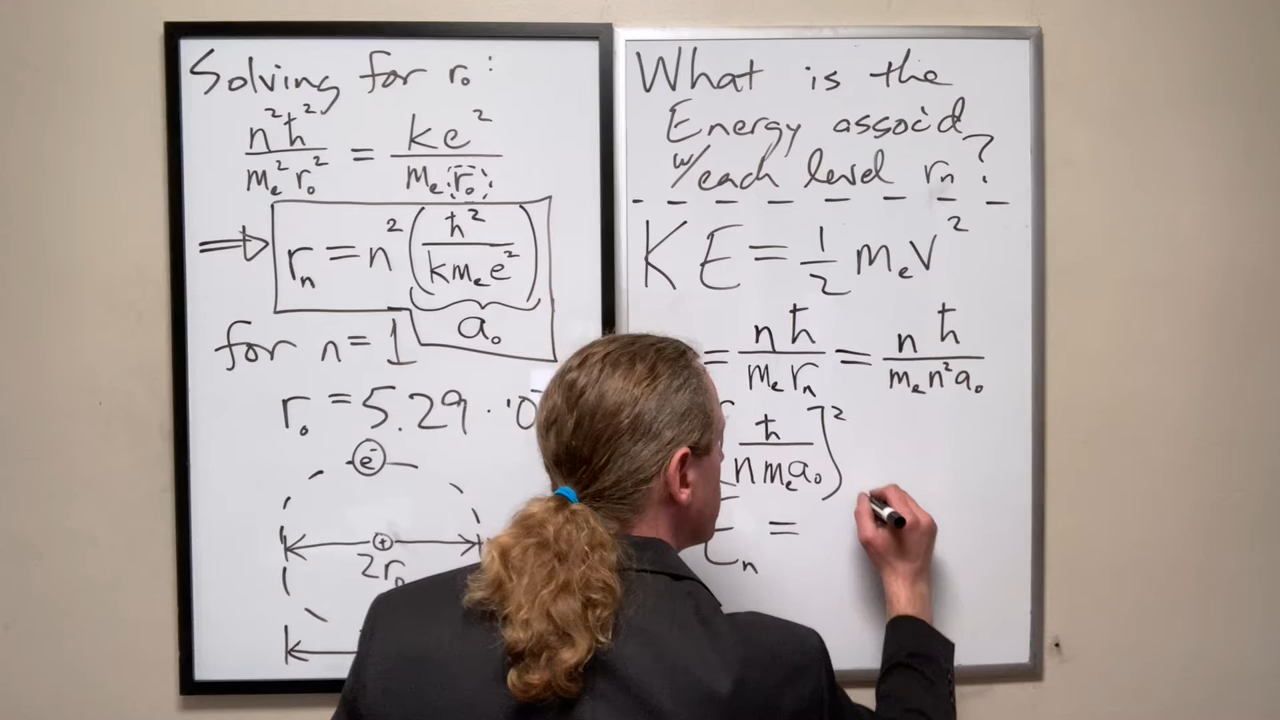 Solving for r₀:
n²ħ²/mₑ²r₀² = ke²/mₑr₀
⇒ rₙ = n²(ħ²/kmₑe²)
a₀
for n = 1
r₀ = 5.29 ·
e⁻
+
2r₀
What is the
Energy assoc'd
w/each level rₙ?
KE = 1/2 mₑv²
= nħ/mₑrₙ = nħ/mₑn²a₀
ħ/nmₑa₀]²
Eₙ =